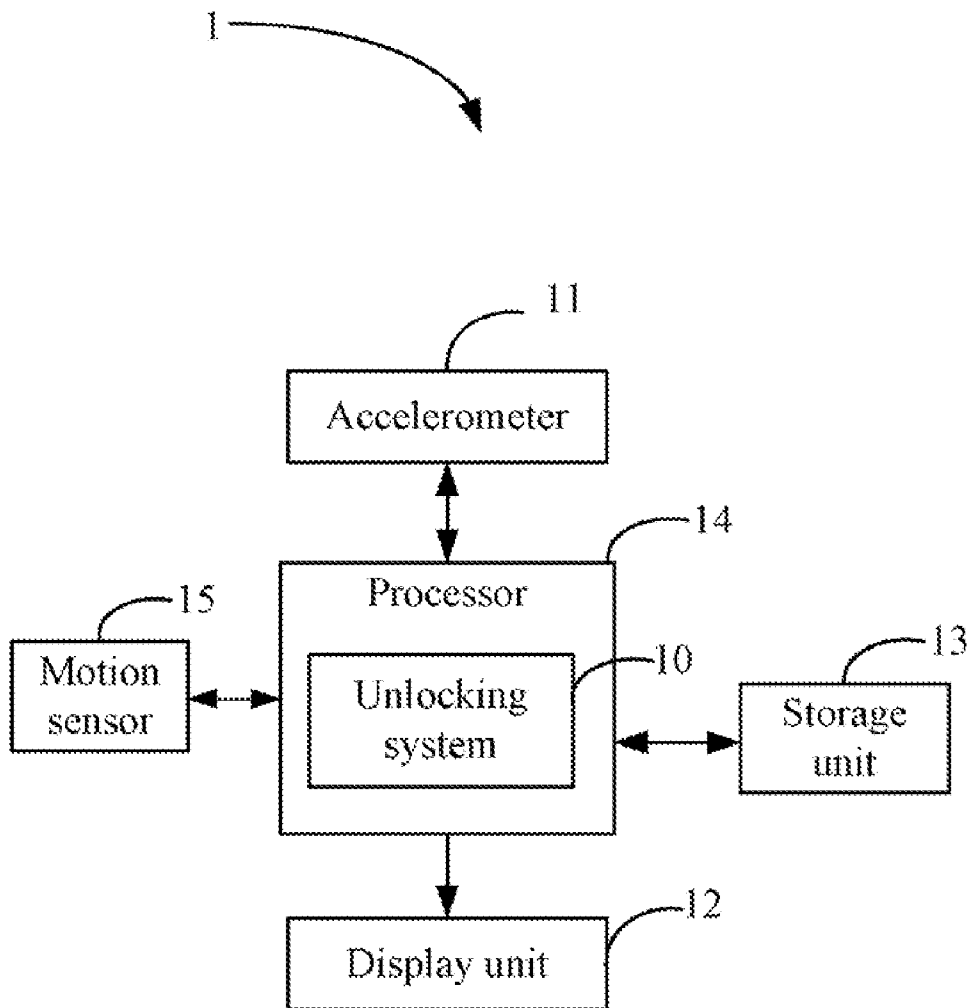 1
11
Accelerometer
14
Processor
15
Motion
sensor
10
Unlocking
system
13
Storage
unit
12
Display unit